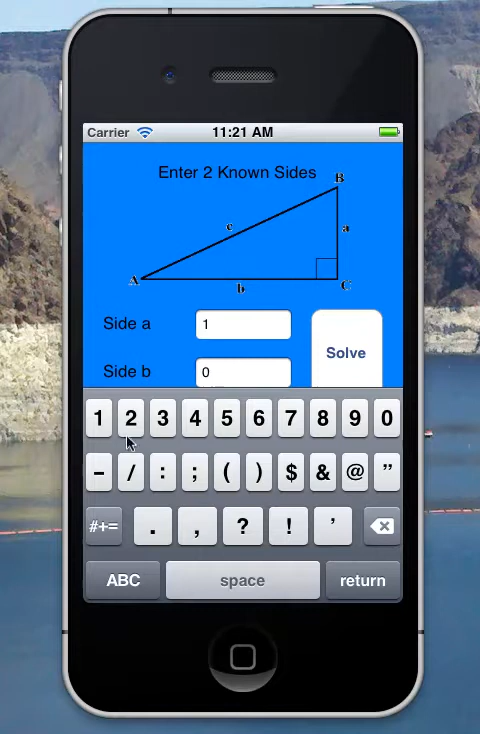 Carrier 11:21 AM
Enter 2 Known Sides
B
c
a
A
b
C
Side a 1
Solve
Side b 0
1 2 3 4 5 6 7 8 9 0
- / : ; ( ) $ & @ ”
#+= . , ? ! ’
ABC space return